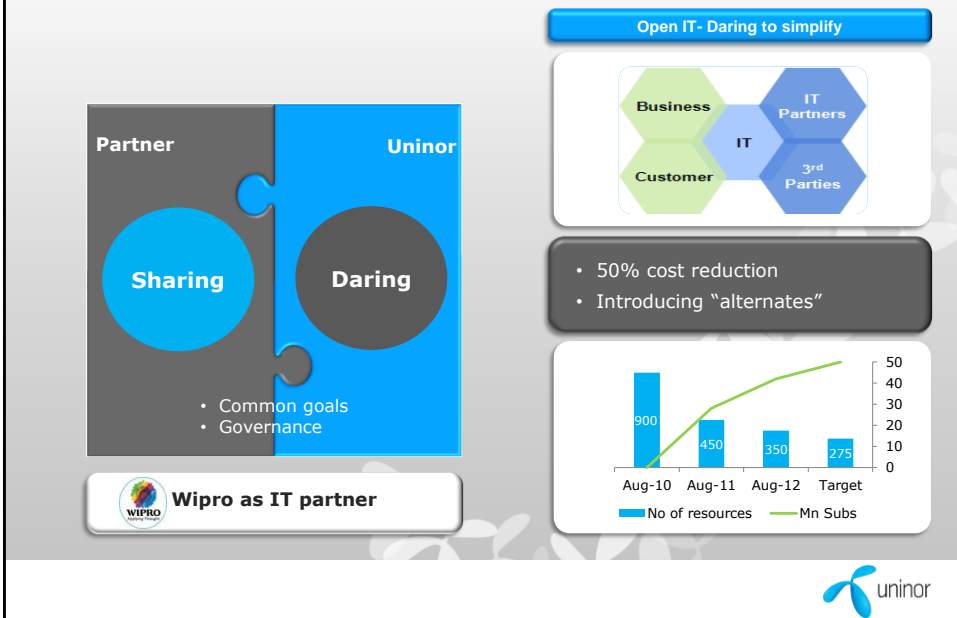 Open IT- Daring to simplify
Partner
Uninor
Sharing
Daring
• Common goals
• Governance
WIPRO
Applying Thought
Wipro as IT partner
Business
IT
Partners
IT
Customer
3rd
Parties
• 50% cost reduction
• Introducing “alternates”
50
40
30
20
10
0
900
450
350
275
Aug-10 Aug-11 Aug-12 Target
No of resources Mn Subs
uninor